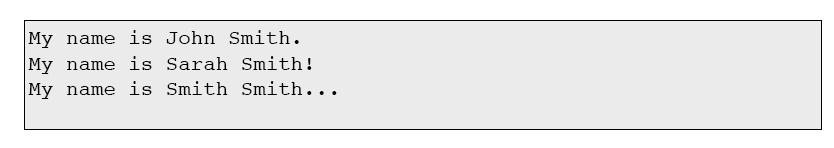 My name is John Smith.
My name is Sarah Smith!
My name is Smith Smith...